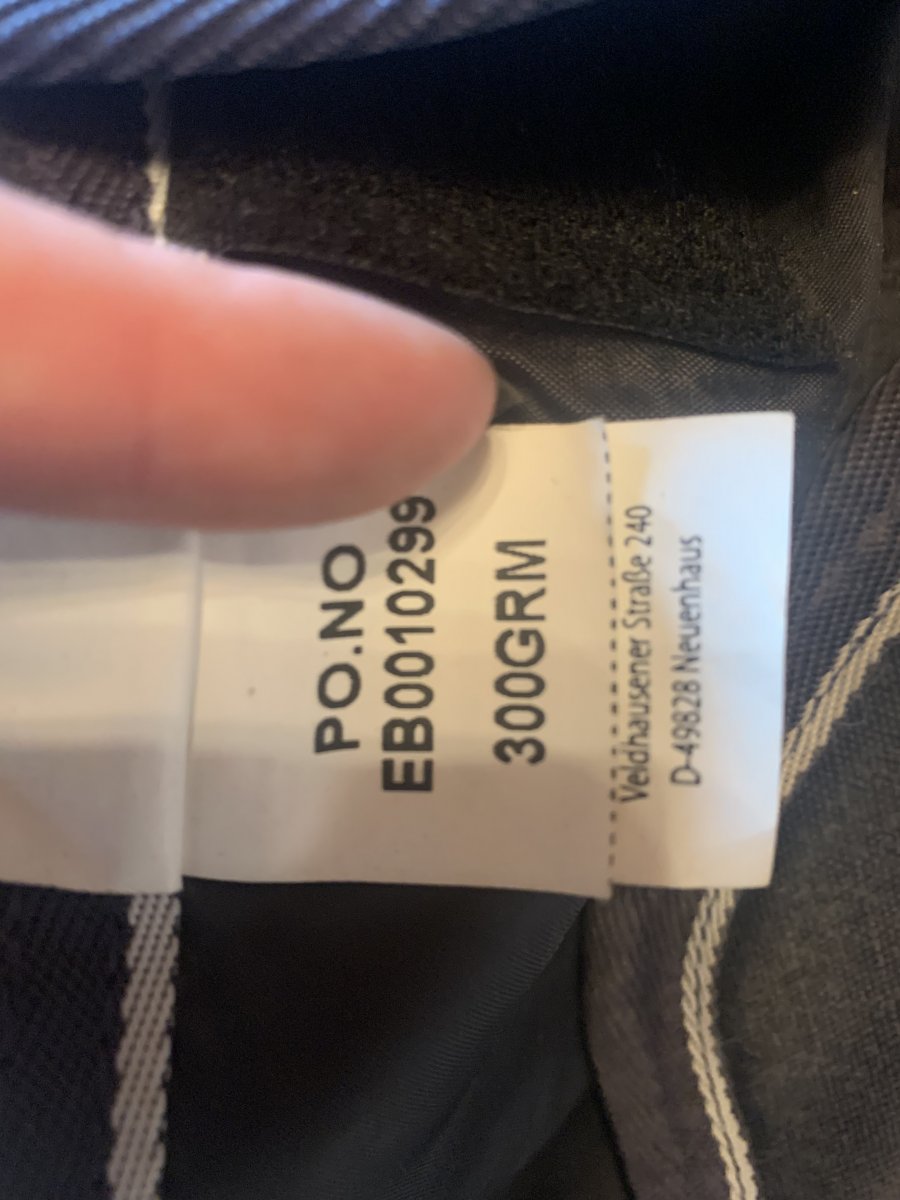 PO.NO
EB0010299
300GRM
Veldhausener Straße 240
D-49828 Neuenhaus